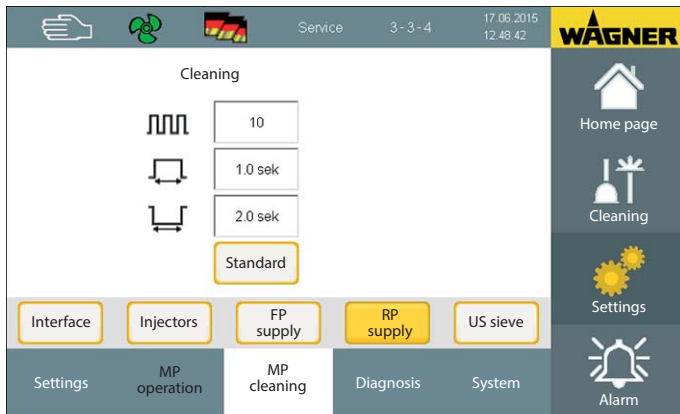 Service 3-3-4 17.06.2015
12.48.42
WAGNER
Cleaning
10
1.0 sek
2.0 sek
Standard
Home page
Cleaning
Settings
Alarm
Interface Injectors FP supply RP supply US sieve
Settings MP operation MP cleaning Diagnosis System